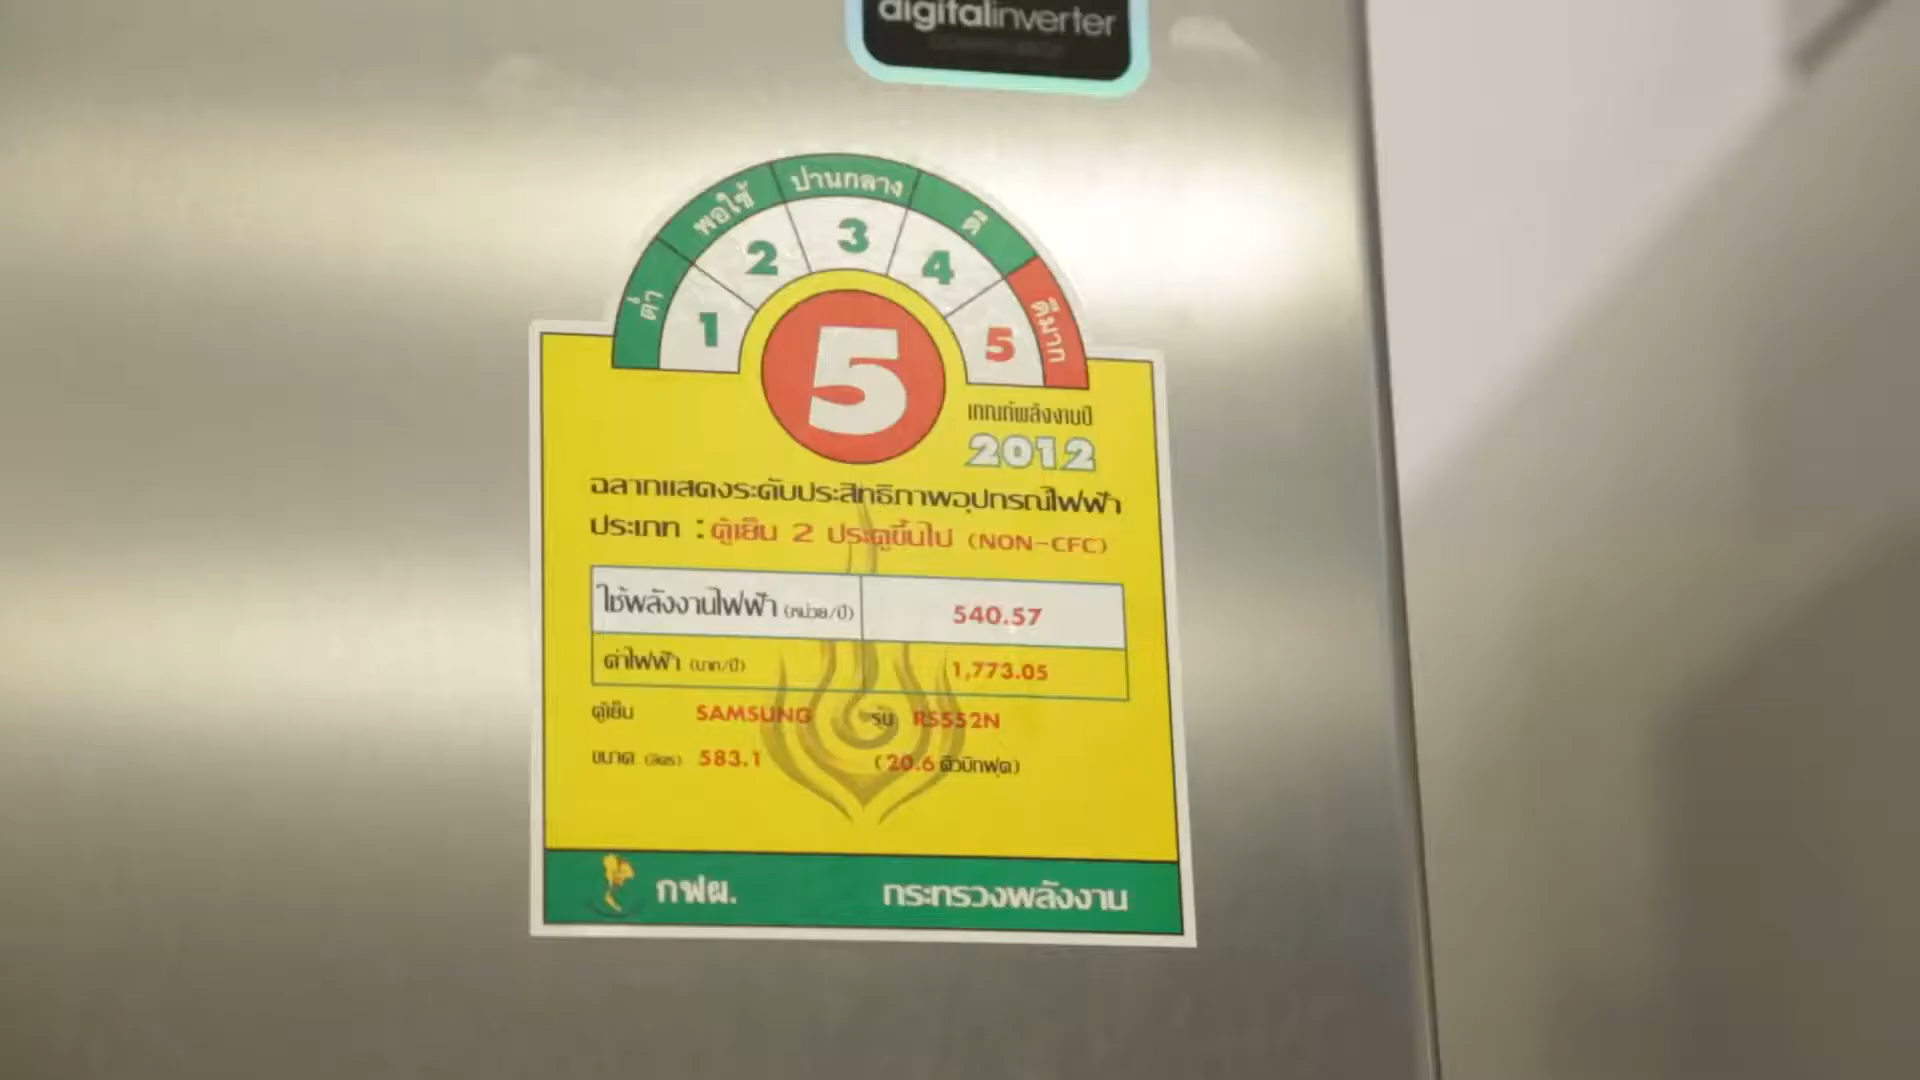 digitalinverter
ต่ำ พอใช้ ปานกลาง ดี ดีมาก
1 2 3 4 5
5
เกณฑ์พลังงานปี
2012
ฉลากแสดงระดับประสิทธิภาพอุปกรณ์ไฟฟ้า
ประเภท : ตู้เย็น 2 ประตูขึ้นไป (NON-CFC)
ใช้พลังงานไฟฟ้า (หน่วย/ปี) 540.57
ค่าไฟฟ้า (บาท/ปี) 1,773.05
ตู้เย็น SAMSUNG รุ่น RS552N
ขนาด (ลิตร) 583.1 (20.6 คิวบิกฟุต)
กฟผ. กระทรวงพลังงาน